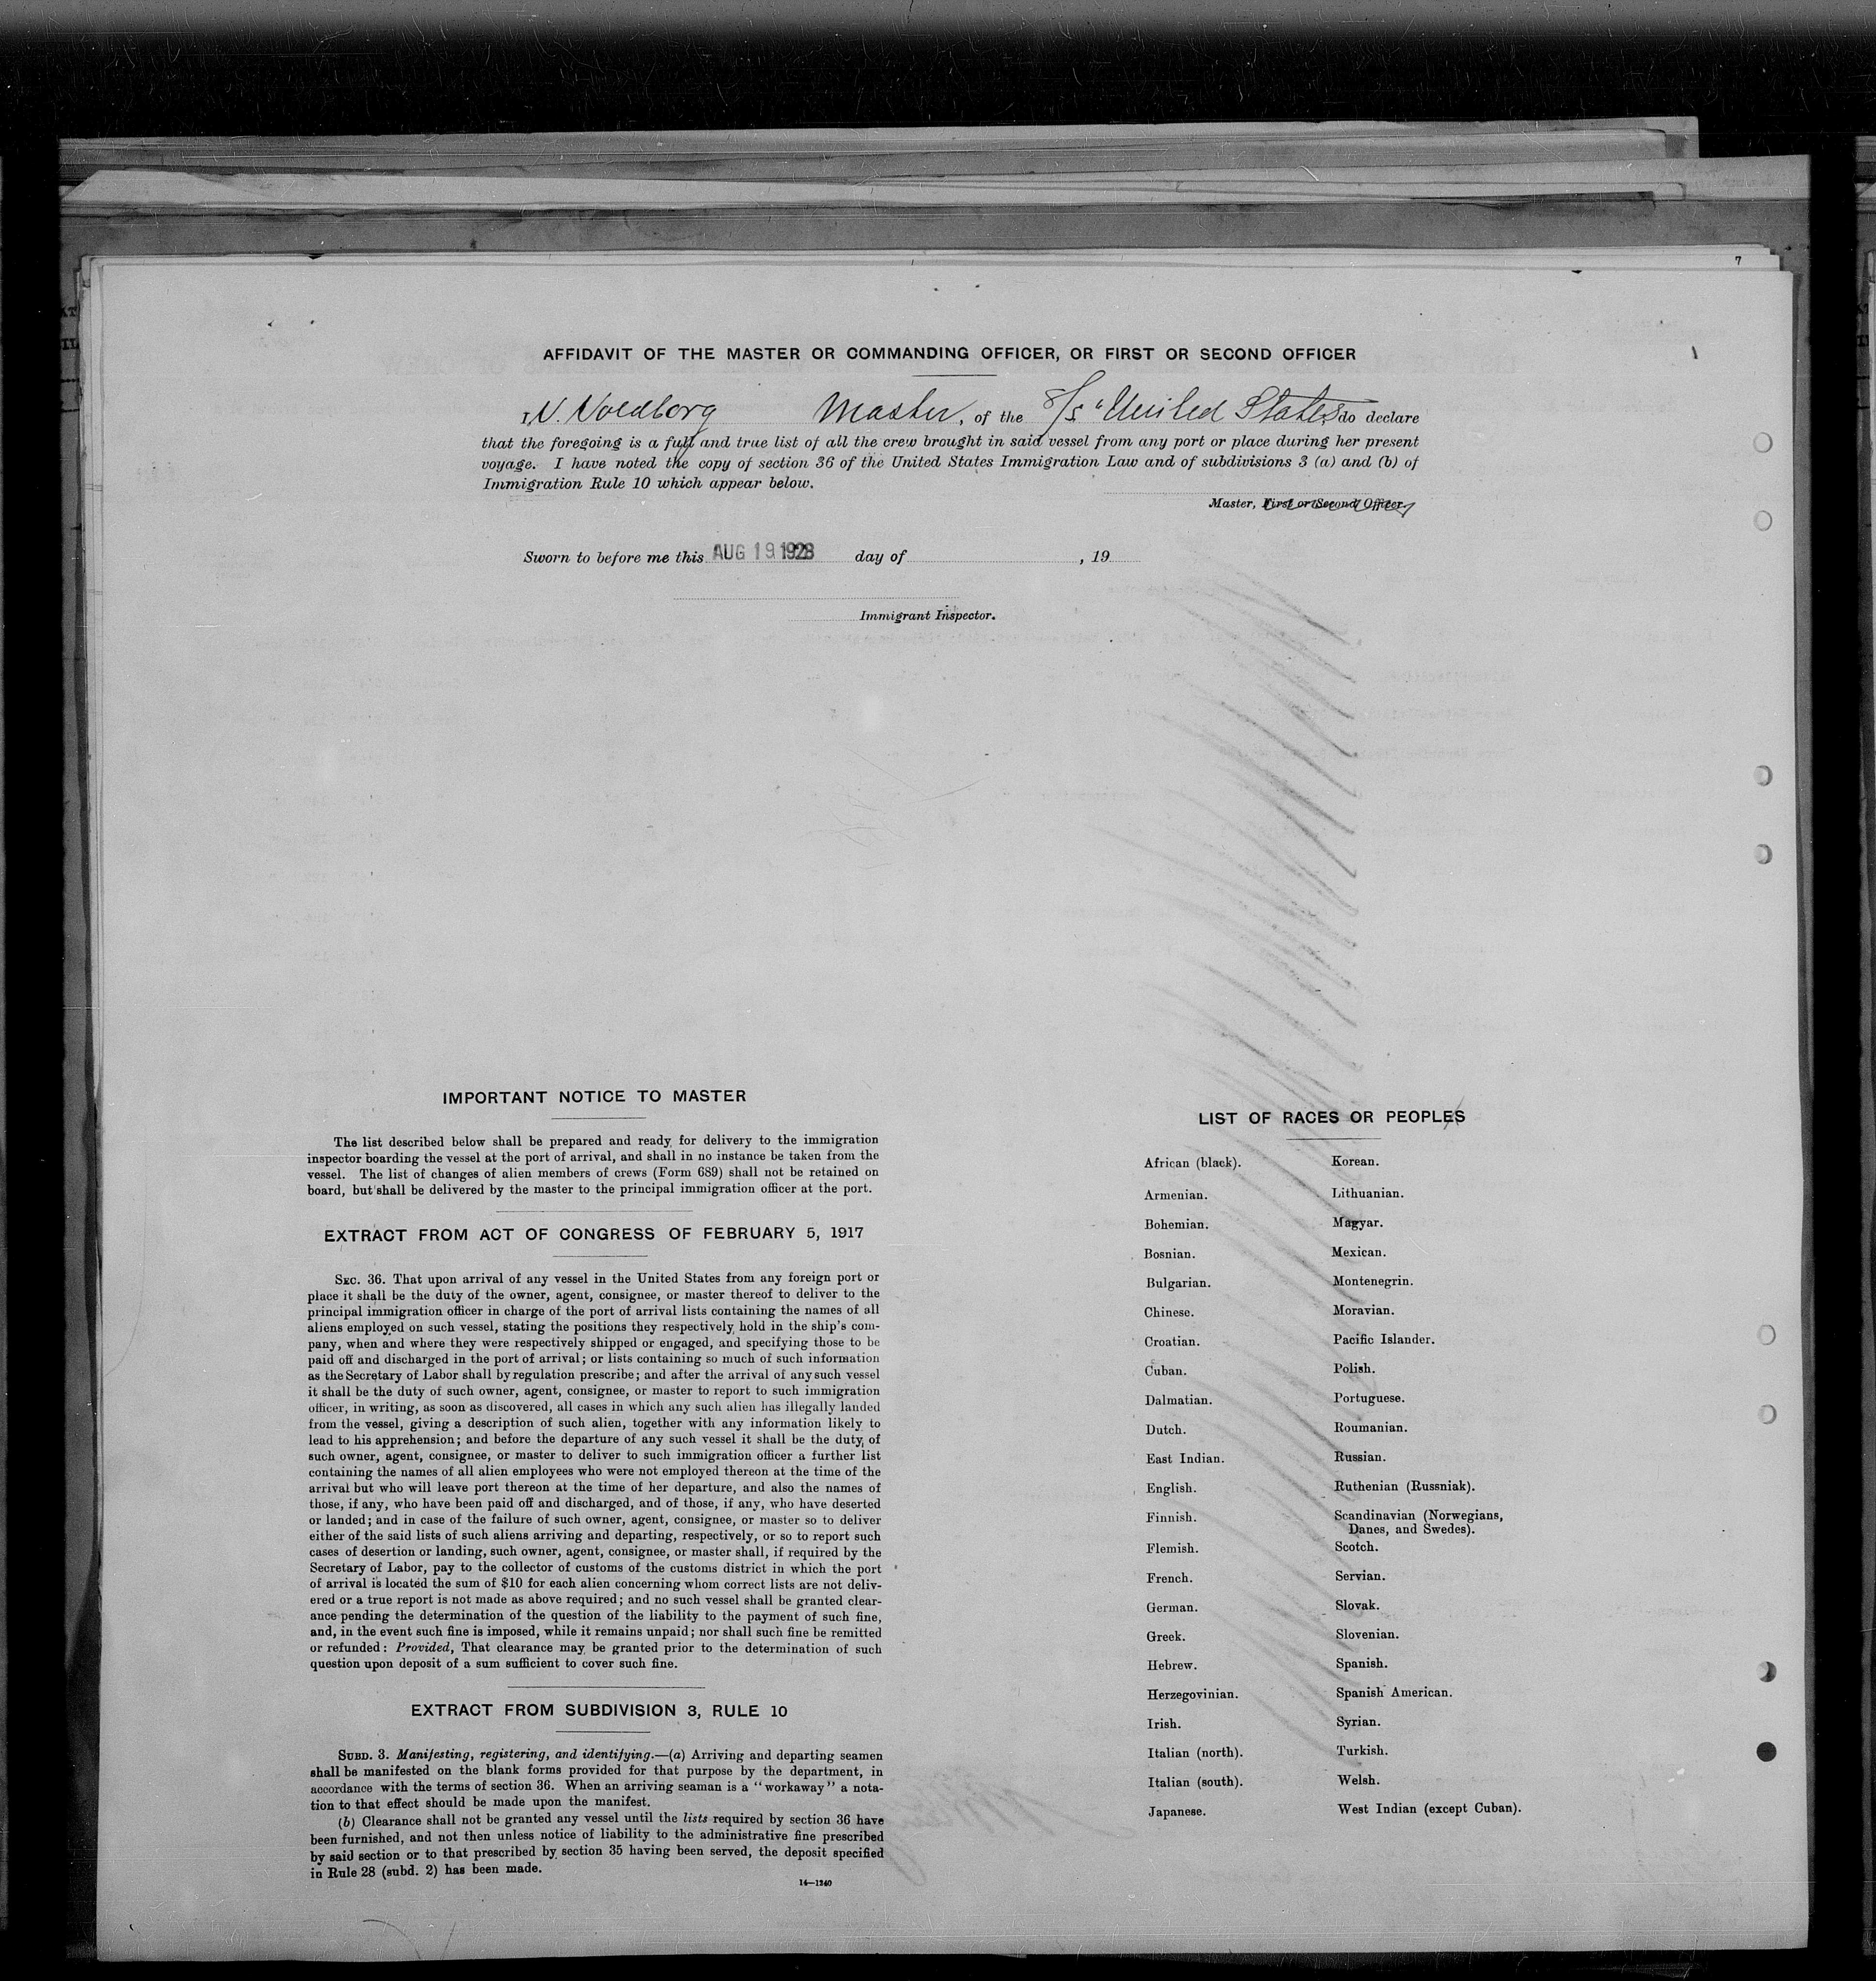 7
AFFIDAVIT OF THE MASTER OR COMMANDING OFFICER, OR FIRST OR SECOND OFFICER
I, Master, of the S/S "United States" do declare
that the foregoing is a full and true list of all the crew brought in said vessel from any port or place during her present
voyage. I have noted the copy of section 36 of the United States Immigration Law and of subdivisions 3 (a) and (b) of
Immigration Rule 10 which appear below.
Master, First or Second Officer.
Sworn to before me this AUG 19 1923 day of , 19
Immigrant Inspector.
IMPORTANT NOTICE TO MASTER
The list described below shall be prepared and ready for delivery to the immigration
inspector boarding the vessel at the port of arrival, and shall in no instance be taken from the
vessel. The list of changes of alien members of crews (Form 689) shall not be retained on
board, but shall be delivered by the master to the principal immigration officer at the port.
EXTRACT FROM ACT OF CONGRESS OF FEBRUARY 5, 1917
SEC. 36. That upon arrival of any vessel in the United States from any foreign port or
place it shall be the duty of the owner, agent, consignee, or master thereof to deliver to the
principal immigration officer in charge of the port of arrival lists containing the names of all
aliens employed on such vessel, stating the positions they respectively hold in the ship's com-
pany, when and where they were respectively shipped or engaged, and specifying those to be
paid off and discharged in the port of arrival; or lists containing so much of such information
as the Secretary of Labor shall by regulation prescribe; and after the arrival of any such vessel
it shall be the duty of such owner, agent, consignee, or master to report to such immigration
officer, in writing, as soon as discovered, all cases in which any such alien has illegally landed
from the vessel, giving a description of such alien, together with any information likely to
lead to his apprehension; and before the departure of any such vessel it shall be the duty of
such owner, agent, consignee, or master to deliver to such immigration officer a further list
containing the names of all alien employees who were not employed thereon at the time of the
arrival but who will leave port thereon at the time of her departure, and also the names of
those, if any, who have been paid off and discharged, and of those, if any, who have deserted
or landed; and in case of the failure of such owner, agent, consignee, or master so to deliver
either of the said lists of such aliens arriving and departing, respectively, or so to report such
cases of desertion or landing, such owner, agent, consignee, or master shall, if required by the
Secretary of Labor, pay to the collector of customs of the customs district in which the port
of arrival is located the sum of $10 for each alien concerning whom correct lists are not deliv-
ered or a true report is not made as above required; and no such vessel shall be granted clear-
ance pending the determination of the question of the liability to the payment of such fine,
and, in the event such fine is imposed, while it remains unpaid; nor shall such fine be remitted
or refunded: Provided, That clearance may be granted prior to the determination of such
question upon deposit of a sum sufficient to cover such fine.
EXTRACT FROM SUBDIVISION 3, RULE 10
SUBD. 3. Manifesting, registering, and identifying.—(a) Arriving and departing seamen
shall be manifested on the blank forms provided for that purpose by the department, in
accordance with the terms of section 36. When an arriving seaman is a "workaway" a nota-
tion to that effect should be made upon the manifest.
(b) Clearance shall not be granted any vessel until the lists required by section 36 have
been furnished, and not then unless notice of liability to the administrative fine prescribed
by said section or to that prescribed by section 35 having been served, the deposit specified
in Rule 28 (subd. 2) has been made.
14—1240
LIST OF RACES OR PEOPLES
African (black).
Armenian.
Bohemian.
Bosnian.
Bulgarian.
Chinese.
Croatian.
Cuban.
Dalmatian.
Dutch.
East Indian.
English.
Finnish.
Flemish.
French.
German.
Greek.
Hebrew.
Herzegovinian.
Irish.
Italian (north).
Italian (south).
Japanese.
Korean.
Lithuanian.
Magyar.
Mexican.
Montenegrin.
Moravian.
Pacific Islander.
Polish.
Portuguese.
Roumanian.
Russian.
Ruthenian (Russniak).
Scandinavian (Norwegians,
Danes, and Swedes).
Scotch.
Servian.
Slovak.
Slovenian.
Spanish.
Spanish American.
Syrian.
Turkish.
Welsh.
West Indian (except Cuban).